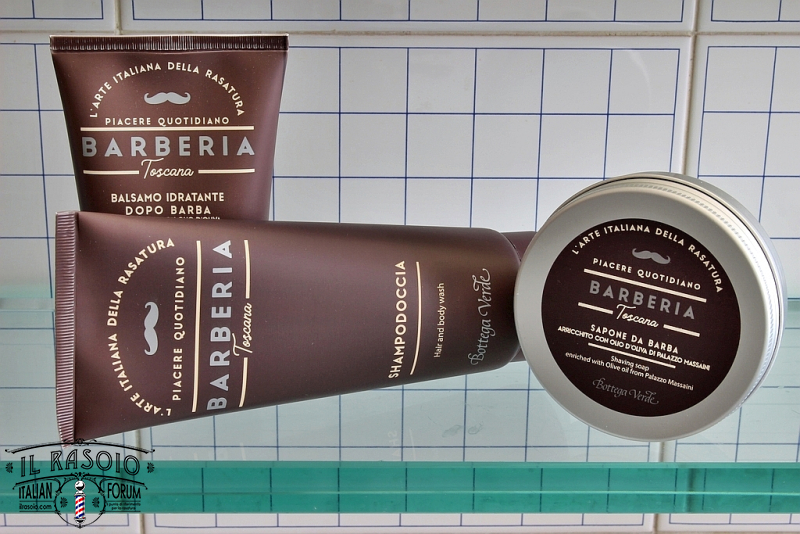 L'ARTE ITALIANA DELLA RASATURA
PIACERE QUOTIDIANO
BARBERIA
Toscana
BALSAMO IDRATANTE
DOPO BARBA
L'ARTE ITALIANA DELLA RASATURA
PIACERE QUOTIDIANO
BARBERIA
Toscana
SHAMPODOCCIA
Hair and body wash
Bottega Verde
L'ARTE ITALIANA DELLA RASATURA
PIACERE QUOTIDIANO
BARBERIA
Toscana
SAPONE DA BARBA
ARRICCHITO CON OLIO D'OLIVA DI PALAZZO MASSAINI
Shaving soap
enriched with Olive oil from Palazzo Massaini
Bottega Verde
IL RASOIO
ITALIAN FORUM
ilrasoio.com